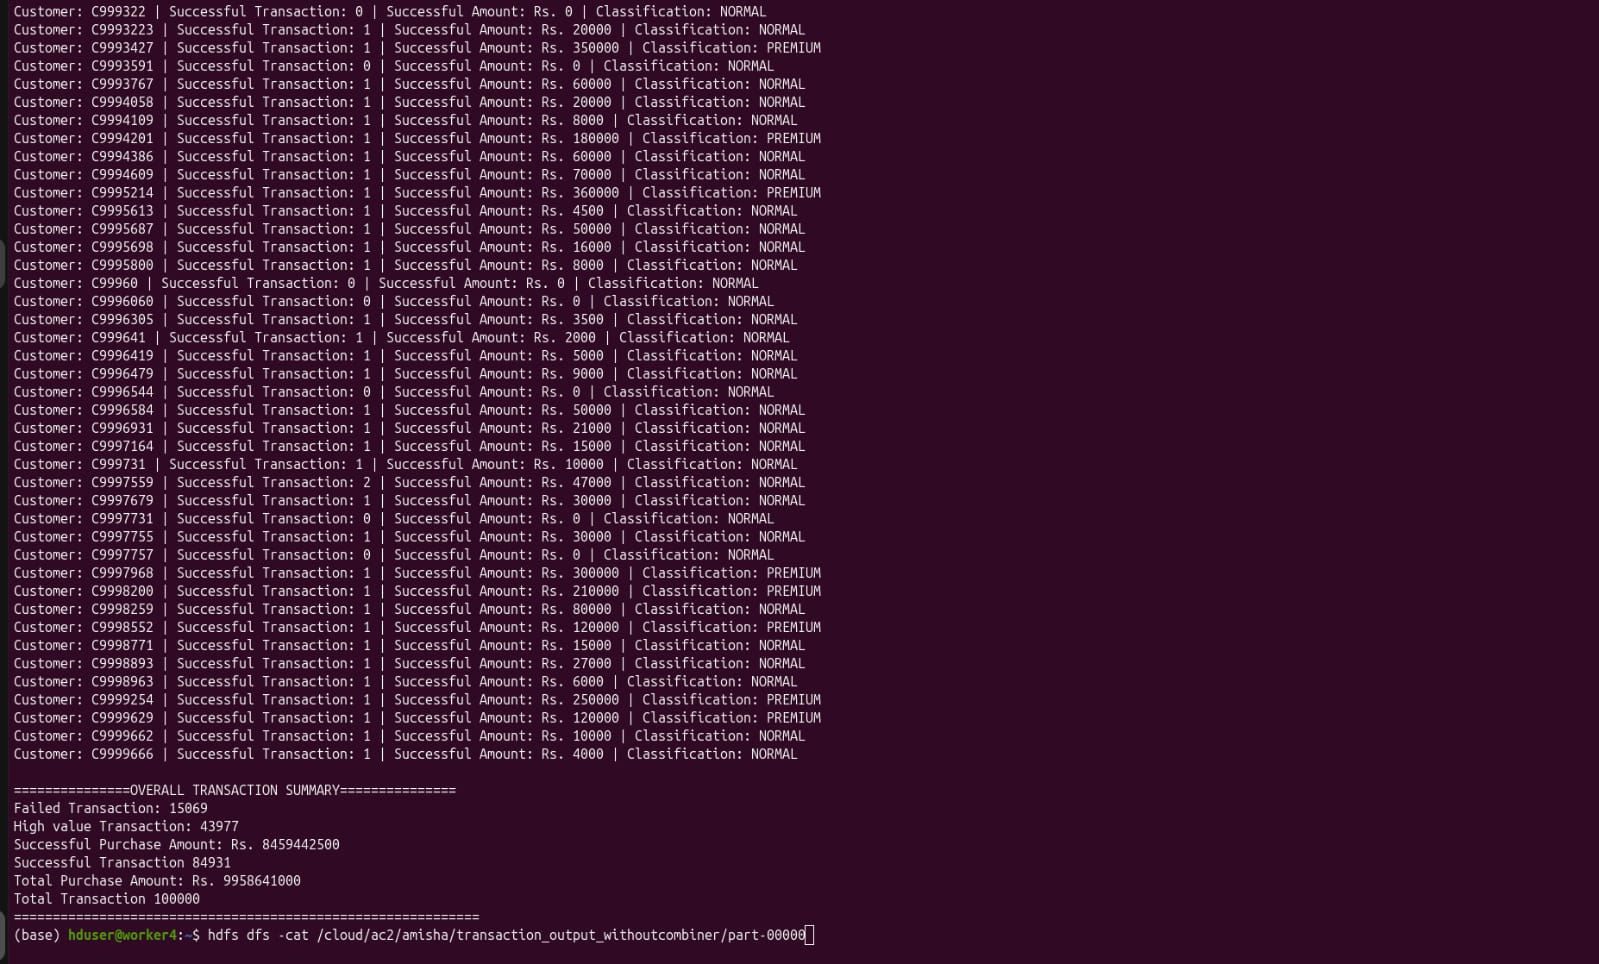 Customer: C999322 | Successful Transaction: 0 | Successful Amount: Rs. 0 | Classification: NORMAL
Customer: C9993223 | Successful Transaction: 1 | Successful Amount: Rs. 20000 | Classification: NORMAL
Customer: C9993427 | Successful Transaction: 1 | Successful Amount: Rs. 350000 | Classification: PREMIUM
Customer: C9993591 | Successful Transaction: 0 | Successful Amount: Rs. 0 | Classification: NORMAL
Customer: C9993767 | Successful Transaction: 1 | Successful Amount: Rs. 60000 | Classification: NORMAL
Customer: C9994058 | Successful Transaction: 1 | Successful Amount: Rs. 20000 | Classification: NORMAL
Customer: C9994109 | Successful Transaction: 1 | Successful Amount: Rs. 8000 | Classification: NORMAL
Customer: C9994201 | Successful Transaction: 1 | Successful Amount: Rs. 180000 | Classification: PREMIUM
Customer: C9994386 | Successful Transaction: 1 | Successful Amount: Rs. 60000 | Classification: NORMAL
Customer: C9994609 | Successful Transaction: 1 | Successful Amount: Rs. 70000 | Classification: NORMAL
Customer: C9995214 | Successful Transaction: 1 | Successful Amount: Rs. 360000 | Classification: PREMIUM
Customer: C9995613 | Successful Transaction: 1 | Successful Amount: Rs. 4500 | Classification: NORMAL
Customer: C9995687 | Successful Transaction: 1 | Successful Amount: Rs. 50000 | Classification: NORMAL
Customer: C9995698 | Successful Transaction: 1 | Successful Amount: Rs. 16000 | Classification: NORMAL
Customer: C9995800 | Successful Transaction: 1 | Successful Amount: Rs. 8000 | Classification: NORMAL
Customer: C99960 | Successful Transaction: 0 | Successful Amount: Rs. 0 | Classification: NORMAL
Customer: C9996060 | Successful Transaction: 0 | Successful Amount: Rs. 0 | Classification: NORMAL
Customer: C9996305 | Successful Transaction: 1 | Successful Amount: Rs. 3500 | Classification: NORMAL
Customer: C999641 | Successful Transaction: 1 | Successful Amount: Rs. 2000 | Classification: NORMAL
Customer: C9996419 | Successful Transaction: 1 | Successful Amount: Rs. 5000 | Classification: NORMAL
Customer: C9996479 | Successful Transaction: 1 | Successful Amount: Rs. 9000 | Classification: NORMAL
Customer: C9996544 | Successful Transaction: 0 | Successful Amount: Rs. 0 | Classification: NORMAL
Customer: C9996584 | Successful Transaction: 1 | Successful Amount: Rs. 50000 | Classification: NORMAL
Customer: C9996931 | Successful Transaction: 1 | Successful Amount: Rs. 21000 | Classification: NORMAL
Customer: C9997164 | Successful Transaction: 1 | Successful Amount: Rs. 15000 | Classification: NORMAL
Customer: C999731 | Successful Transaction: 1 | Successful Amount: Rs. 10000 | Classification: NORMAL
Customer: C9997559 | Successful Transaction: 2 | Successful Amount: Rs. 47000 | Classification: NORMAL
Customer: C9997679 | Successful Transaction: 1 | Successful Amount: Rs. 30000 | Classification: NORMAL
Customer: C9997731 | Successful Transaction: 0 | Successful Amount: Rs. 0 | Classification: NORMAL
Customer: C9997755 | Successful Transaction: 1 | Successful Amount: Rs. 30000 | Classification: NORMAL
Customer: C9997757 | Successful Transaction: 0 | Successful Amount: Rs. 0 | Classification: NORMAL
Customer: C9997968 | Successful Transaction: 1 | Successful Amount: Rs. 300000 | Classification: PREMIUM
Customer: C9998200 | Successful Transaction: 1 | Successful Amount: Rs. 210000 | Classification: PREMIUM
Customer: C9998259 | Successful Transaction: 1 | Successful Amount: Rs. 80000 | Classification: NORMAL
Customer: C9998552 | Successful Transaction: 1 | Successful Amount: Rs. 120000 | Classification: PREMIUM
Customer: C9998771 | Successful Transaction: 1 | Successful Amount: Rs. 15000 | Classification: NORMAL
Customer: C9998893 | Successful Transaction: 1 | Successful Amount: Rs. 27000 | Classification: NORMAL
Customer: C9998963 | Successful Transaction: 1 | Successful Amount: Rs. 6000 | Classification: NORMAL
Customer: C9999254 | Successful Transaction: 1 | Successful Amount: Rs. 250000 | Classification: PREMIUM
Customer: C9999629 | Successful Transaction: 1 | Successful Amount: Rs. 120000 | Classification: PREMIUM
Customer: C9999662 | Successful Transaction: 1 | Successful Amount: Rs. 10000 | Classification: NORMAL
Customer: C9999666 | Successful Transaction: 1 | Successful Amount: Rs. 4000 | Classification: NORMAL
===============OVERALL TRANSACTION SUMMARY===============
Failed Transaction: 15069
High value Transaction: 43977
Successful Purchase Amount: Rs. 8459442500
Successful Transaction 84931
Total Purchase Amount: Rs. 9958641000
Total Transaction 100000
============================================================
(base) hduser@worker4:~$ hdfs dfs -cat /cloud/ac2/amisha/transaction_output_withoutcombiner/part-00000